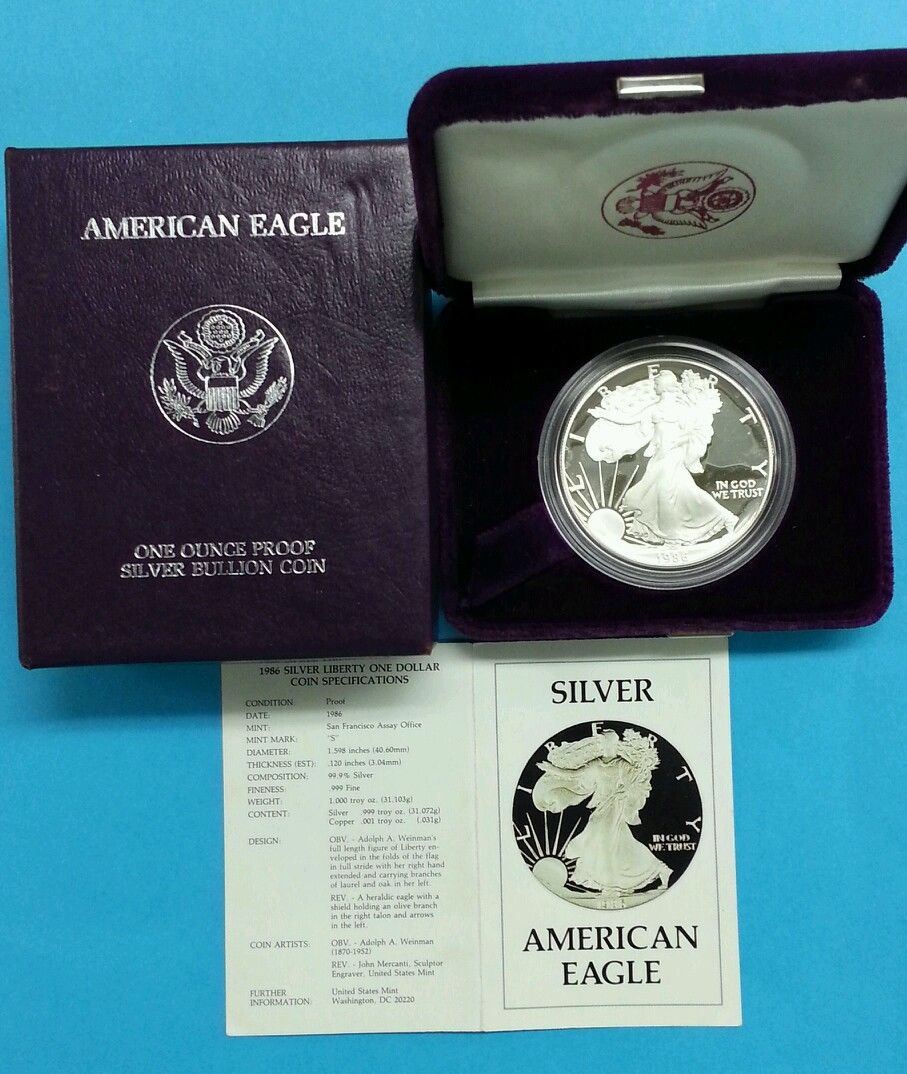 AMERICAN EAGLE
ONE OUNCE PROOF
SILVER BULLION COIN
LIBERTY
IN GOD
WE TRUST
1986
1986 SILVER LIBERTY ONE DOLLAR
COIN SPECIFICATIONS
CONDITION: Proof
DATE: 1986
MINT: San Francisco Assay Office
MINT MARK: "S"
DIAMETER: 1.598 inches (40.60mm)
THICKNESS (EST): .120 inches (3.04mm)
COMPOSITION: 99.9% Silver
FINENESS: .999 Fine
WEIGHT: 1.000 troy oz. (31.103g)
CONTENT: Silver .999 troy oz. (31.072g)
Copper .001 troy oz. (.031g)
DESIGN: OBV. - Adolph A. Weinman's
full length figure of Liberty en-
veloped in the folds of the flag
in full stride with her right hand
extended and carrying branches
of laurel and oak in her left.
REV. - A heraldic eagle with a
shield holding an olive branch
in the right talon and arrows
in the left.
COIN ARTISTS: OBV. - Adolph A. Weinman
(1870-1952)
REV - John Mercanti, Sculptor
Engraver, United States Mint
FURTHER United States Mint
INFORMATION: Washington, DC 20220
SILVER
LIBERTY
IN GOD
WE TRUST
AMERICAN
EAGLE